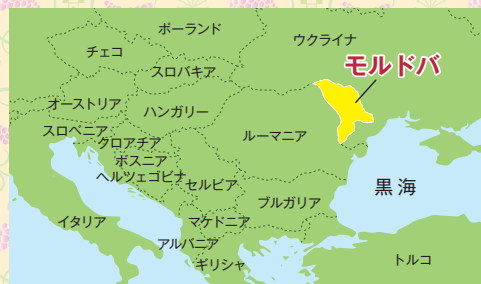 ポーランド
ウクライナ
チェコ
モルドバ
スロバキア
オーストリア
ハンガリー
スロベニア
クロアチア
ルーマニア
ボスニア
ヘルツェゴビナ
セルビア
黒海
ブルガリア
イタリア
マケドニア
アルバニア
ギリシャ
トルコ